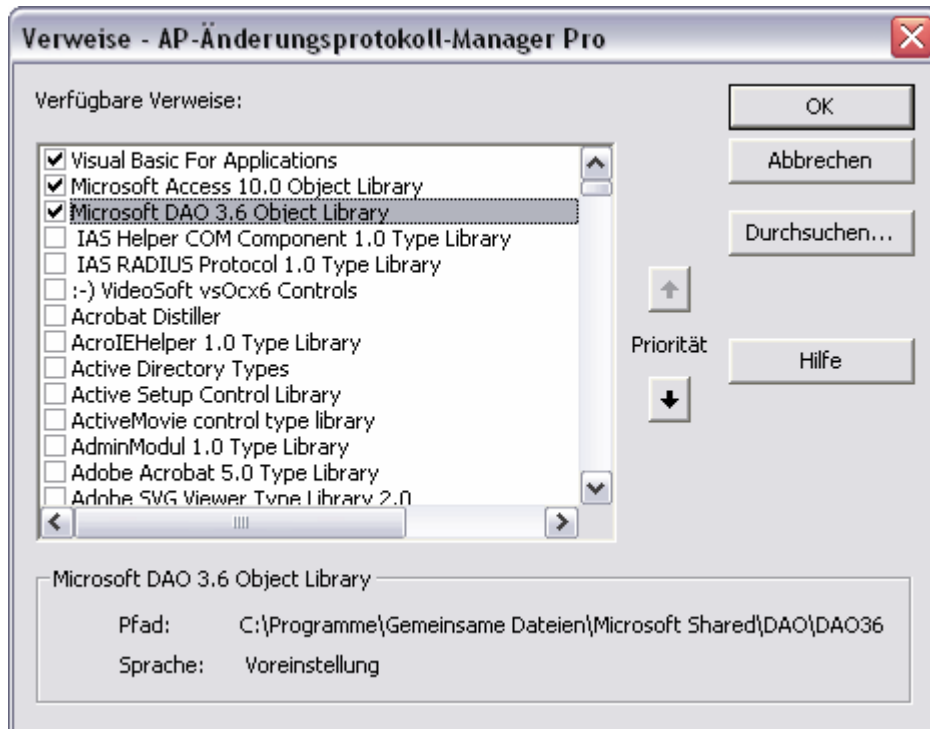 Verweise - AP-Änderungsprotokoll-Manager Pro
Verfügbare Verweise:
Visual Basic For Applications
Microsoft Access 10.0 Object Library
Microsoft DAO 3.6 Object Library
IAS Helper COM Component 1.0 Type Library
IAS RADIUS Protocol 1.0 Type Library
:-) VideoSoft vsOcx6 Controls
Acrobat Distiller
AcroIEHelper 1.0 Type Library
Active Directory Types
Active Setup Control Library
ActiveMovie control type library
AdminModul 1.0 Type Library
Adobe Acrobat 5.0 Type Library
Adobe SVG Viewer Type Library 2.0
Priorität
OK
Abbrechen
Durchsuchen...
Hilfe
Microsoft DAO 3.6 Object Library
Pfad: C:\Programme\Gemeinsame Dateien\Microsoft Shared\DAO\DAO36
Sprache: Voreinstellung